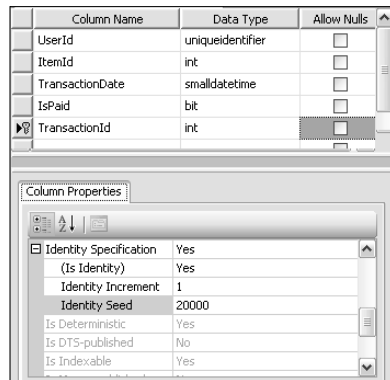 Column Name Data Type Allow Nulls
UserId uniqueidentifier
ItemId int
TransactionDate smalldatetime
IsPaid bit
TransactionId int
Column Properties
Identity Specification Yes
(Is Identity) Yes
Identity Increment 1
Identity Seed 20000
Is Deterministic Yes
Is DTS-published No
Is Indexable Yes